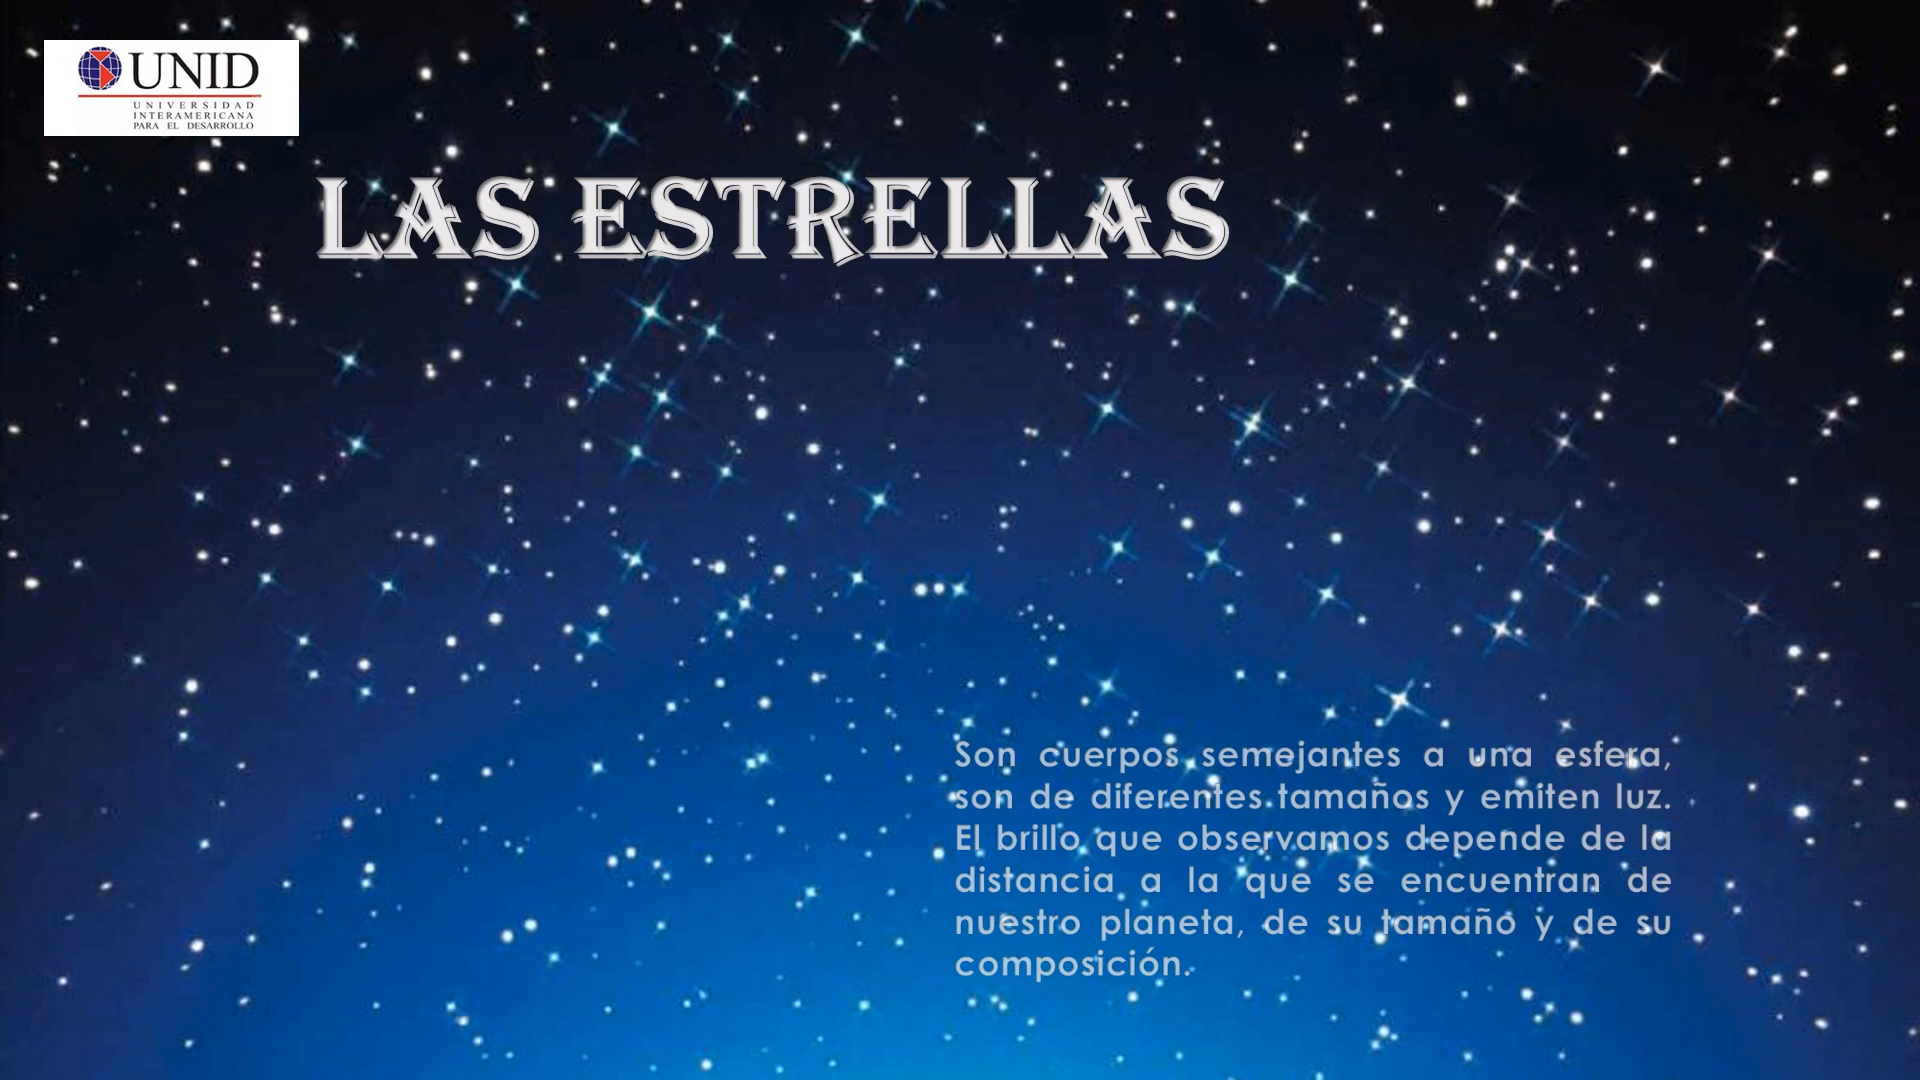 UNID
UNIVERSIDAD
INTERAMERICANA
PARA EL DESARROLLO
LAS ESTRELLAS
Son cuerpos semejantes a una esfera,
son de diferentes tamaños y emiten luz.
El brillo que observamos depende de la
distancia a la que se encuentran de
nuestro planeta, de su tamaño y de su
composición.